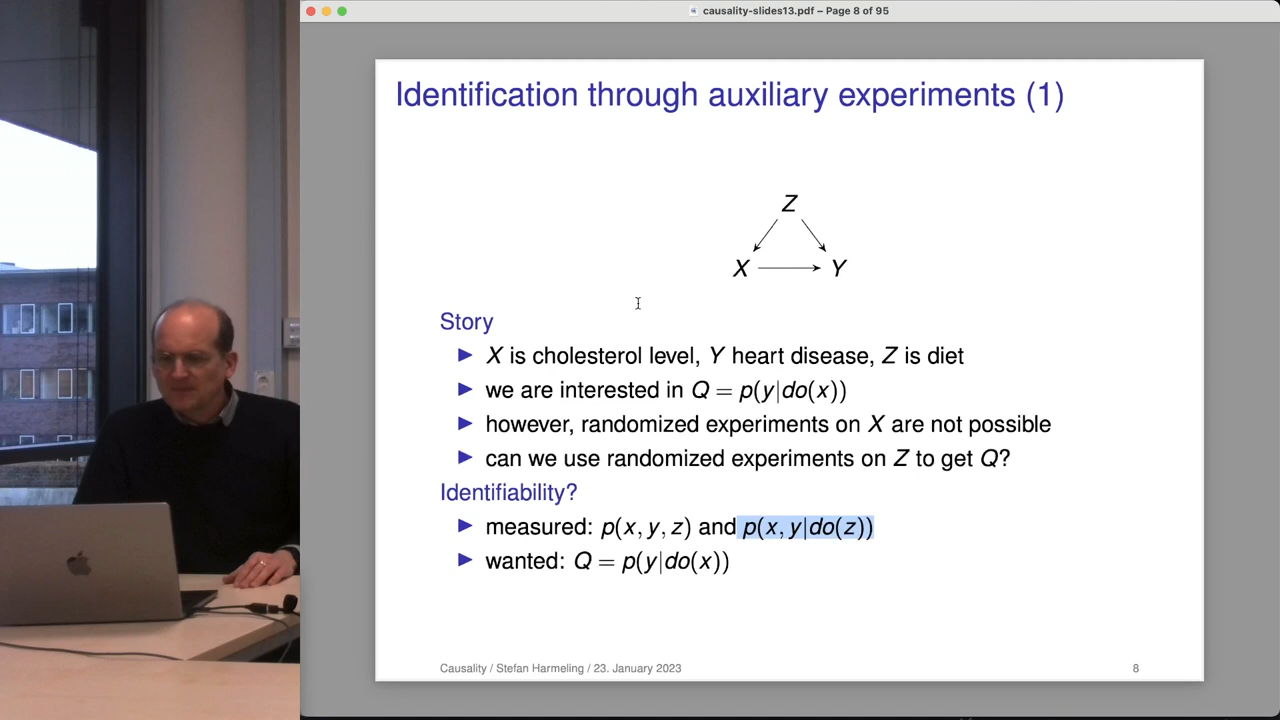 causality-slides13.pdf – Page 8 of 95
Identification through auxiliary experiments (1)
Z
X Y
Story
▶ X is cholesterol level, Y heart disease, Z is diet
▶ we are interested in Q = p(y|do(x))
▶ however, randomized experiments on X are not possible
▶ can we use randomized experiments on Z to get Q?
Identifiability?
▶ measured: p(x, y, z) and p(x, y|do(z))
▶ wanted: Q = p(y|do(x))
Causality / Stefan Harmeling / 23. January 2023 8